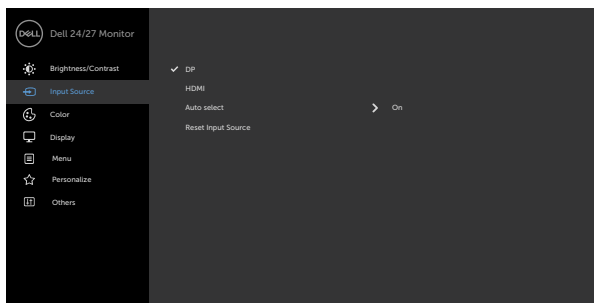 DELL
Dell 24/27 Monitor
Brightness/Contrast
Input Source
Color
Display
Menu
Personalize
Others
DP
HDMI
Auto select On
Reset Input Source